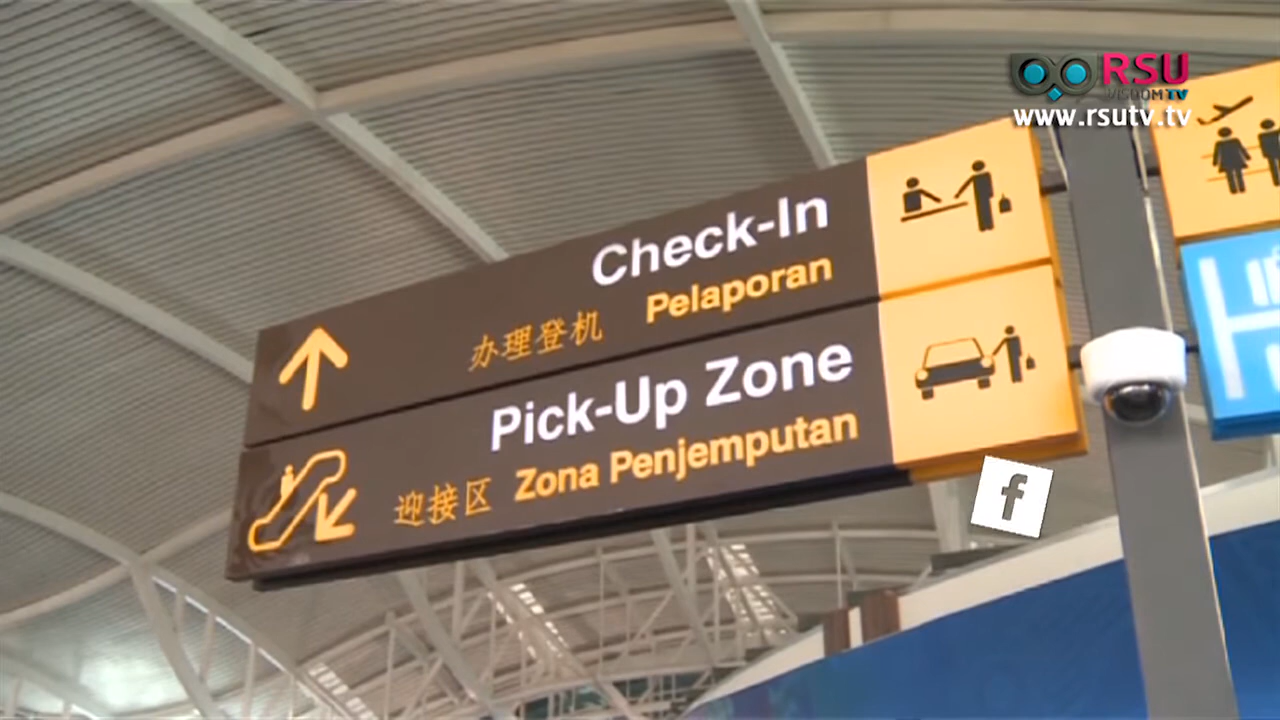 RSU
WISDOM TV
www.rsutv.tv
Check-In
办理登机 Pelaporan
Pick-Up Zone
迎接区 Zona Penjemputan
f